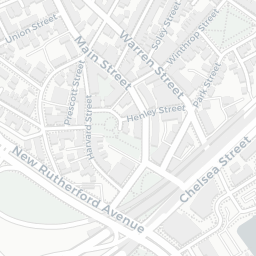 Union Street
Main Street
Warren Street
Soley Street
Winthrop Street
Park Street
Prescott Street
Harvard Street
Henley Street
New Rutherford Avenue
Chelsea Street